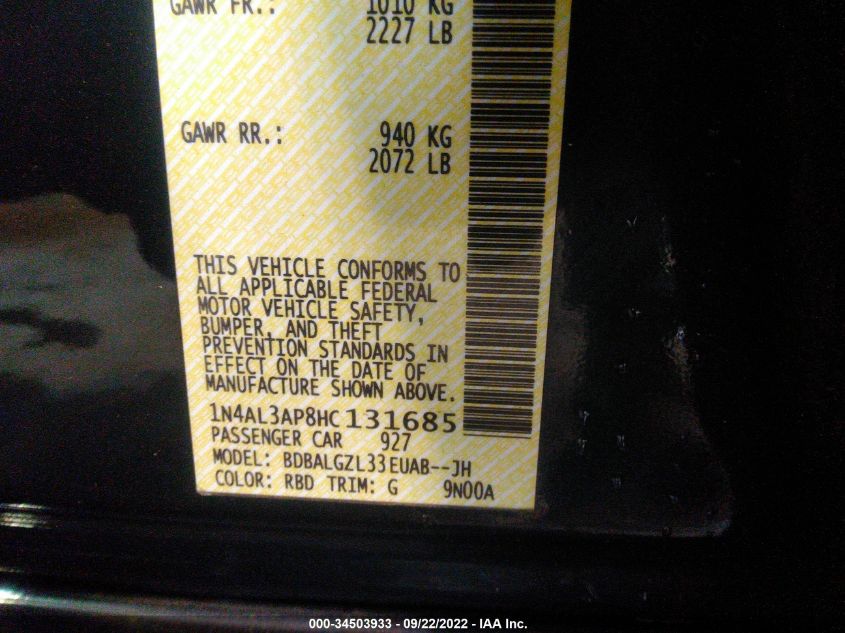 GAWR FR.: 1010 KG
2227 LB
GAWR RR.: 940 KG
2072 LB
THIS VEHICLE CONFORMS TO
ALL APPLICABLE FEDERAL
MOTOR VEHICLE SAFETY,
BUMPER, AND THEFT
PREVENTION STANDARDS IN
EFFECT ON THE DATE OF
MANUFACTURE SHOWN ABOVE.
1N4AL3AP8HC131685
PASSENGER CAR 927
MODEL: BDBALGZL33EUAB--JH
COLOR: RBD TRIM: G 9N00A
000-34503933 - 09/22/2022 - IAA Inc.